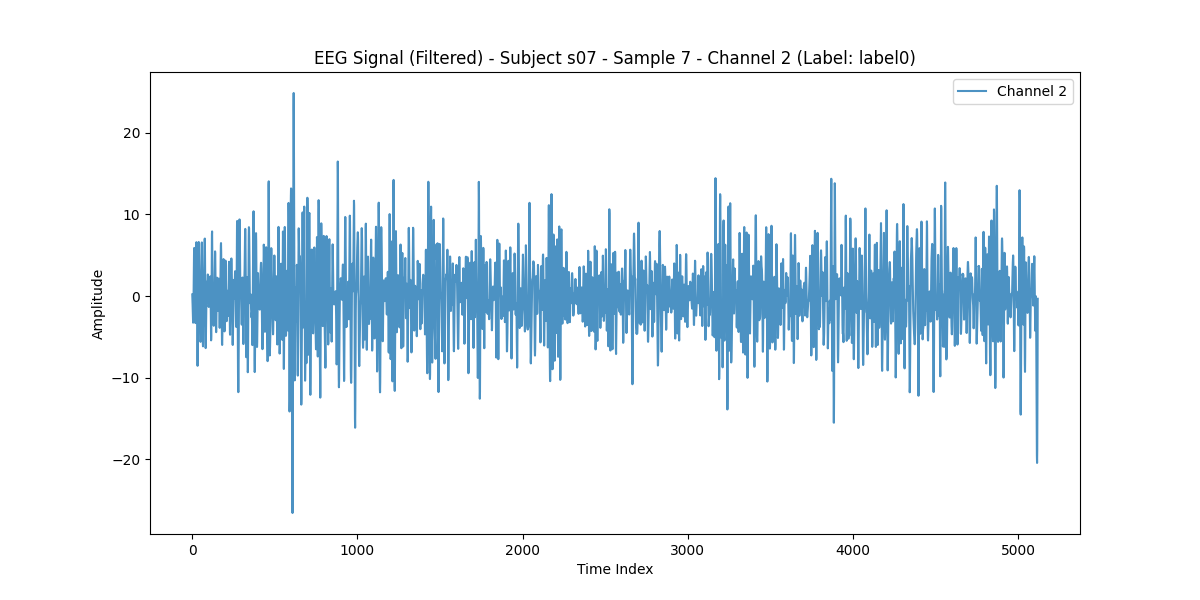 EEG Signal (Filtered) - Subject s07 - Sample 7 - Channel 2 (Label: label0)
Channel 2
20
10
0
−10
−20
Amplitude
0 1000 2000 3000 4000 5000
Time Index